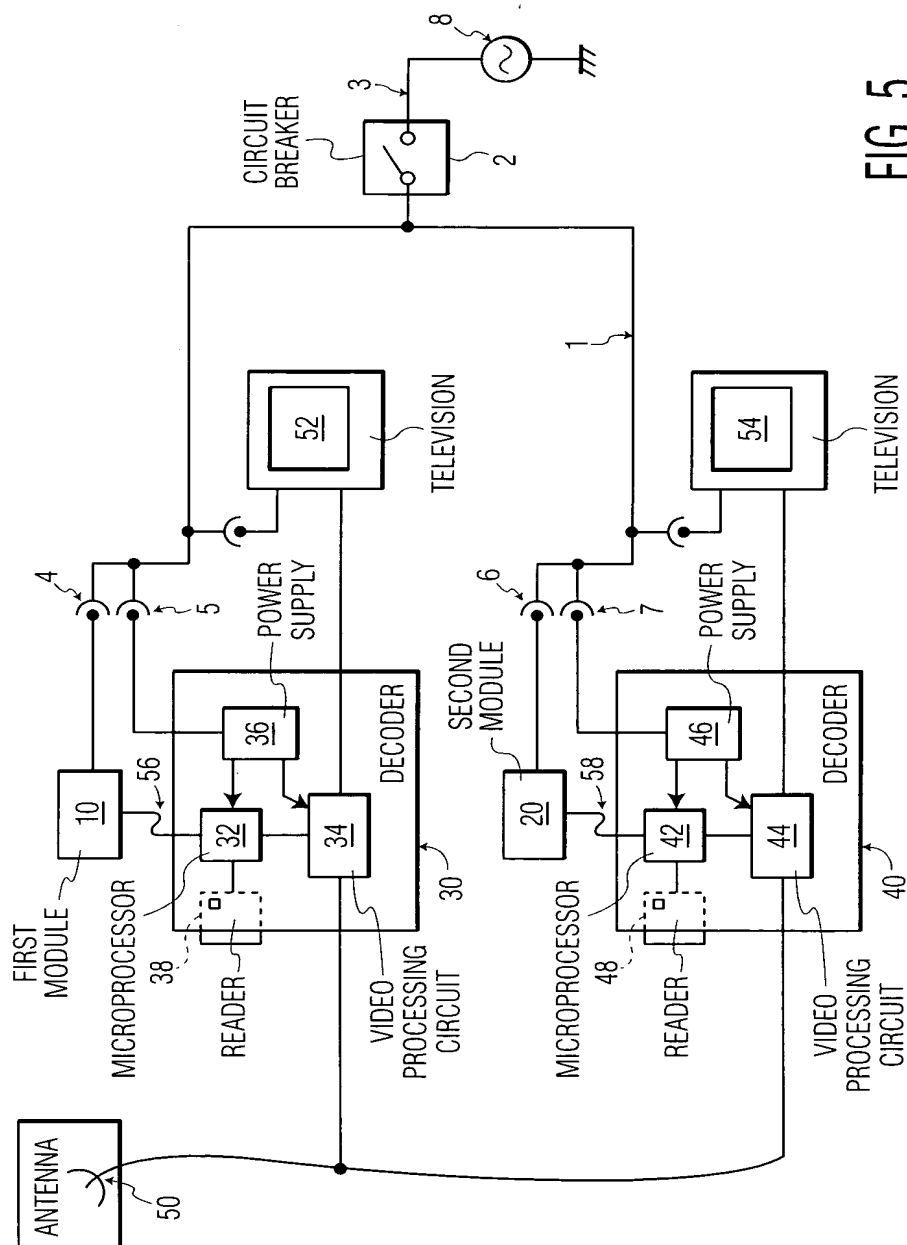 ANTENNA
50
FIRST
MODULE
10
56
4
5
MICROPROCESSOR
38
READER
32
36
34
POWER
SUPPLY
DECODER
30
VIDEO
PROCESSING
CIRCUIT
52
TELEVISION
CIRCUIT
BREAKER
2
3
8
1
SECOND
MODULE
20
58
6
7
MICROPROCESSOR
48
READER
42
46
44
POWER
SUPPLY
DECODER
40
VIDEO
PROCESSING
CIRCUIT
54
TELEVISION
FIG. 5